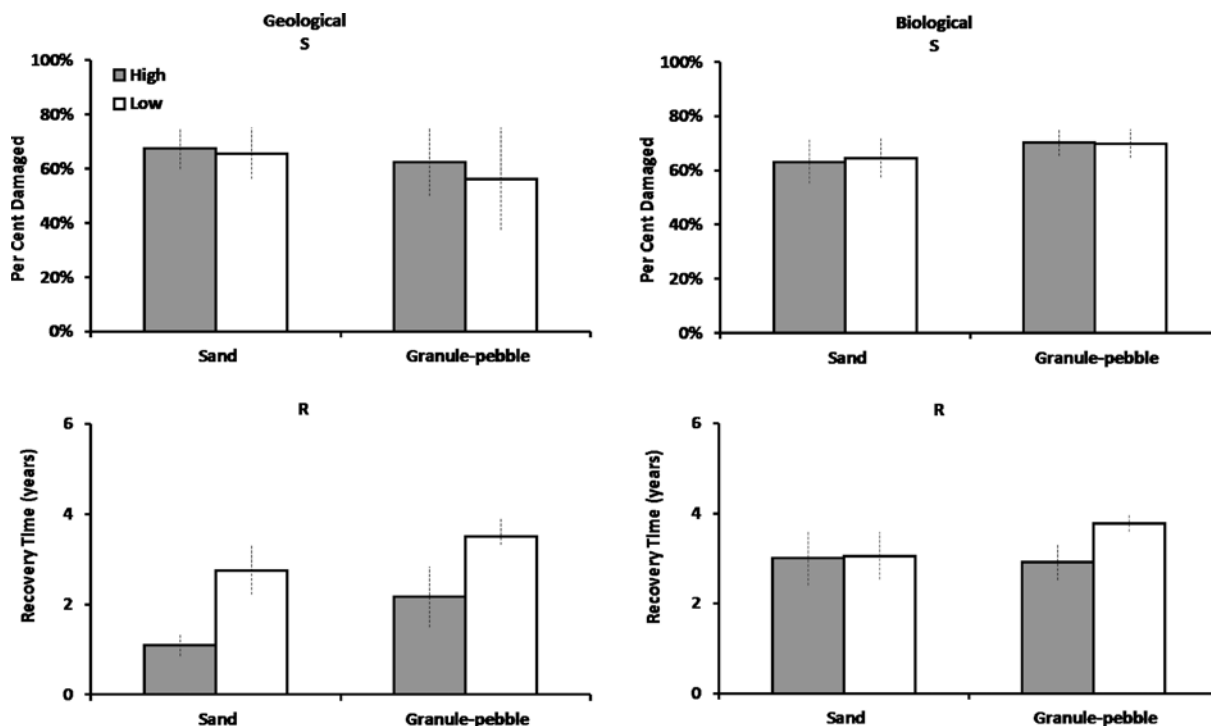 Geological
S
Per Cent Damaged
100%
80%
60%
40%
20%
0%
High
Low
Sand
Granule-pebble
Biological
S
Per Cent Damaged
100%
80%
60%
40%
20%
0%
Sand
Granule-pebble
R
Recovery Time (years)
6
4
2
0
Sand
Granule-pebble
R
Recovery Time (years)
6
4
2
0
Sand
Granule-pebble